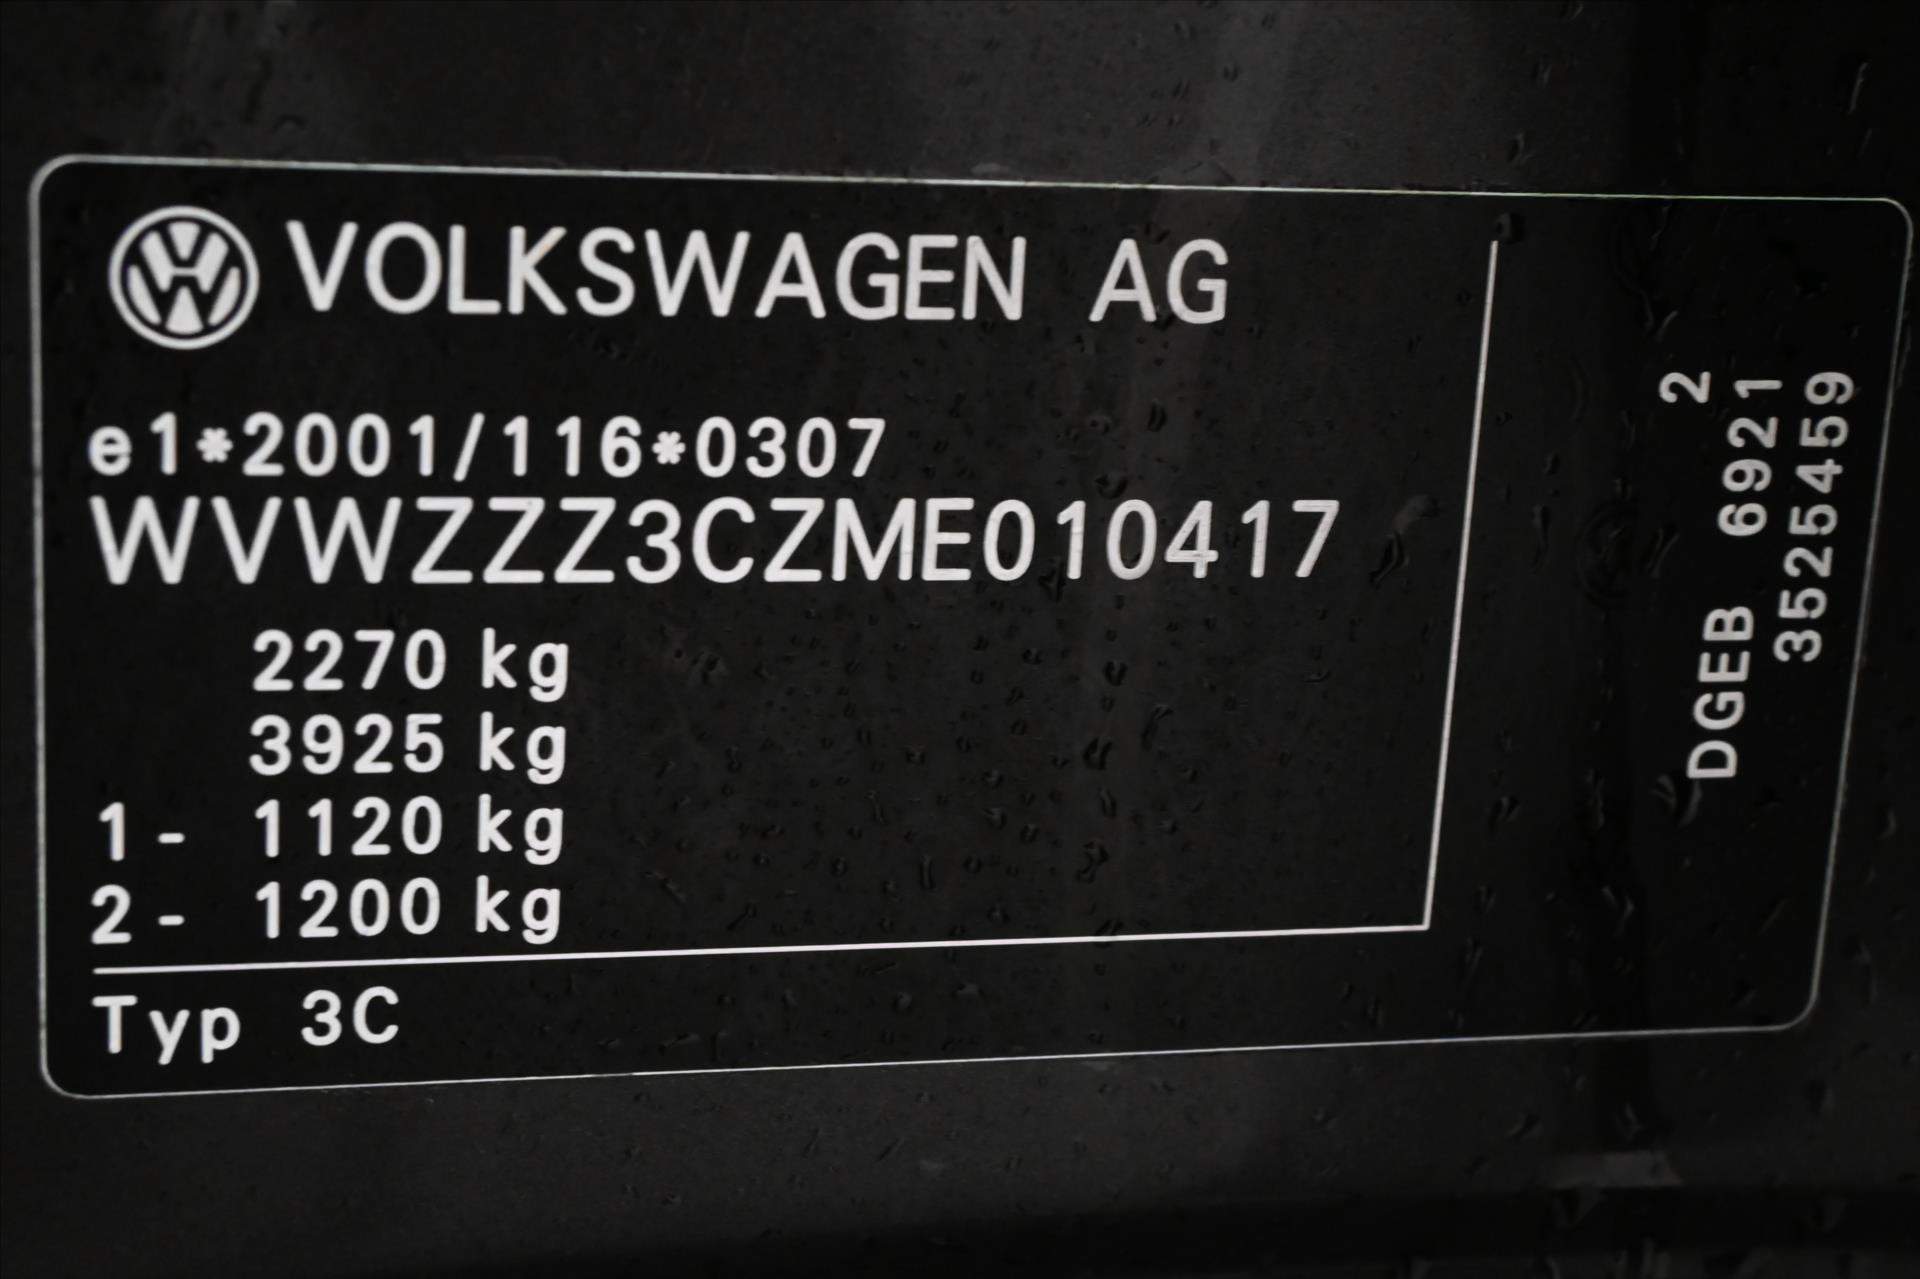 VOLKSWAGEN AG
e1*2001/116*0307
WVWZZZ3CZME010417
2270 kg
3925 kg
1- 1120 kg
2- 1200 kg
Typ 3C
DGEB 6921 2
3525459